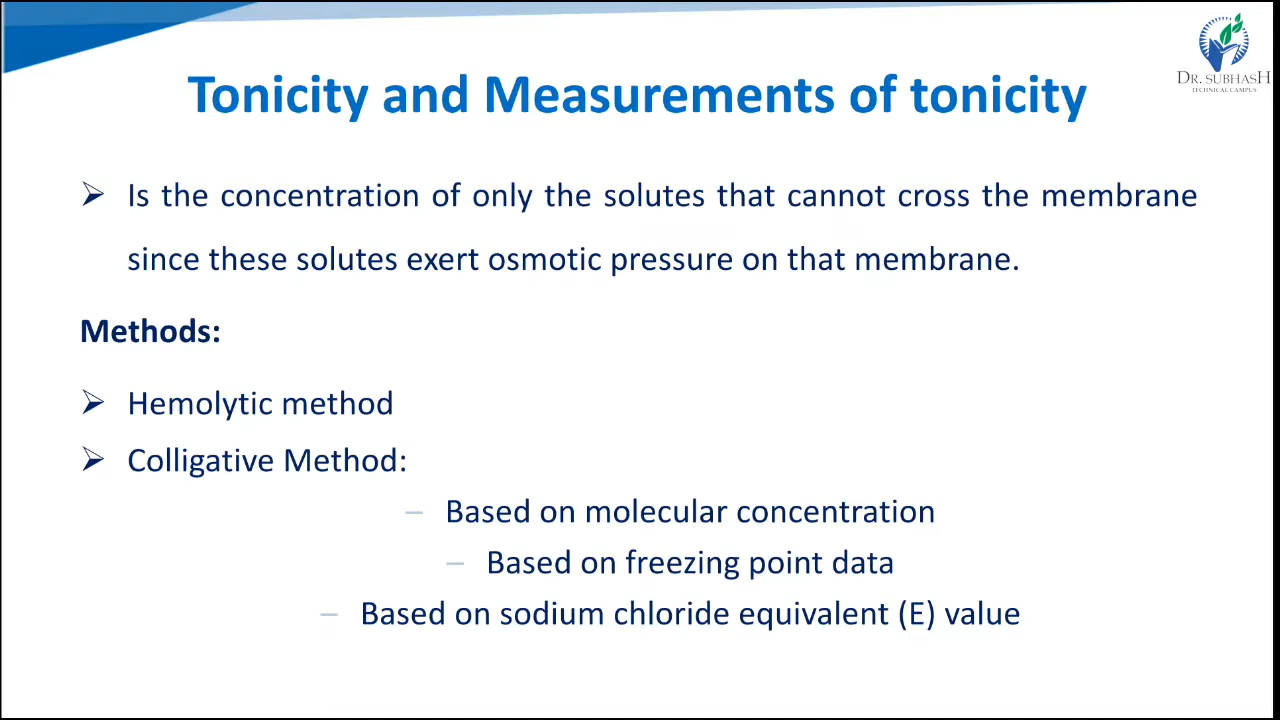 DR. SUBHASH
TECHNICAL CAMPUS
Tonicity and Measurements of tonicity
➢ Is the concentration of only the solutes that cannot cross the membrane
since these solutes exert osmotic pressure on that membrane.
Methods:
➢ Hemolytic method
➢ Colligative Method:
– Based on molecular concentration
– Based on freezing point data
– Based on sodium chloride equivalent (E) value